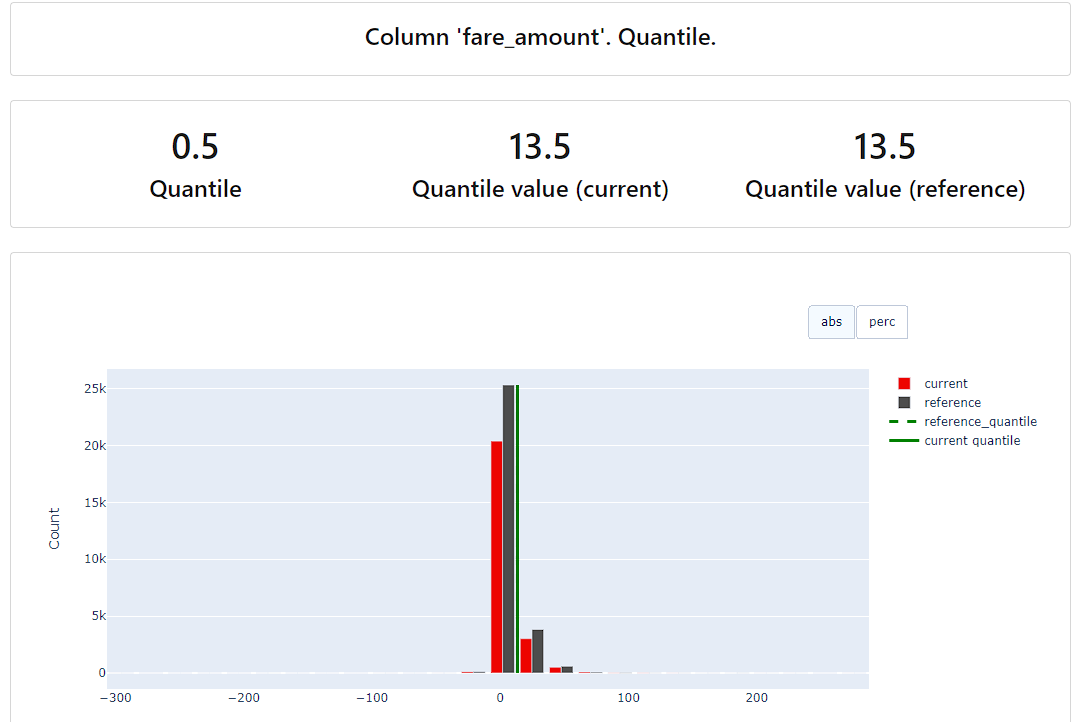 Column 'fare_amount'. Quantile.
0.5 13.5 13.5
Quantile Quantile value (current) Quantile value (reference)
abs perc
25k
20k
15k
10k
5k
0
Count
−300 −200 −100 0 100 200
current
reference
reference_quantile
current quantile